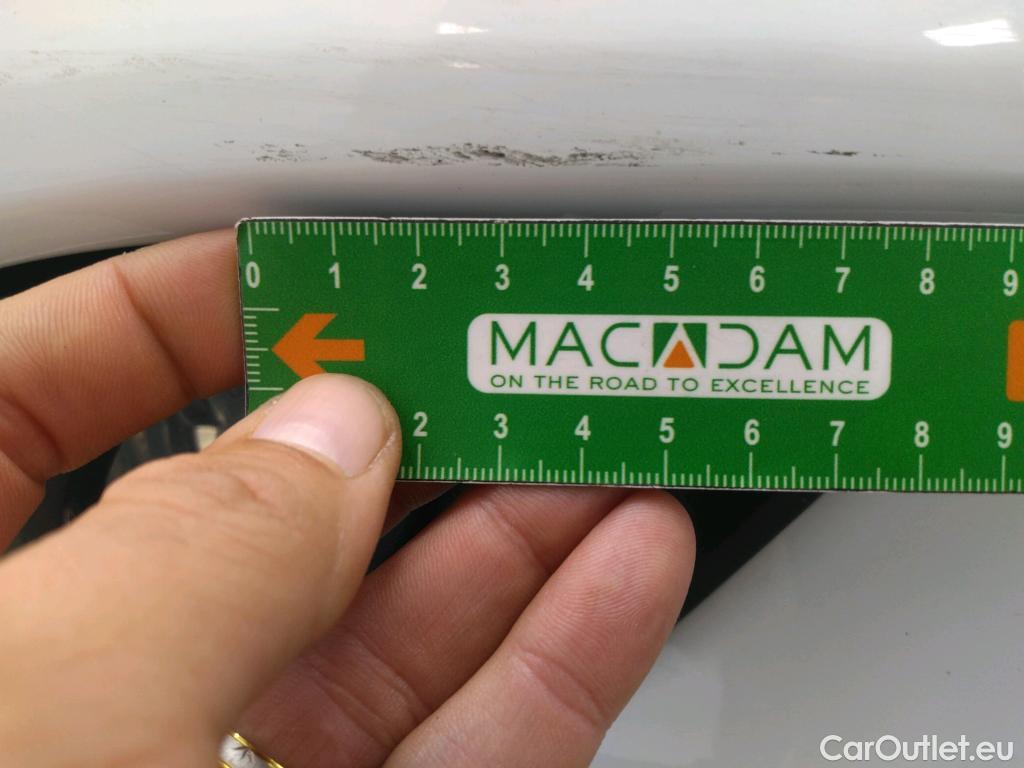 0 1 2 3 4 5 6 7 8 9
MACADAM
ON THE ROAD TO EXCELLENCE
2 3 4 5 6 7 8 9
CarOutlet.eu